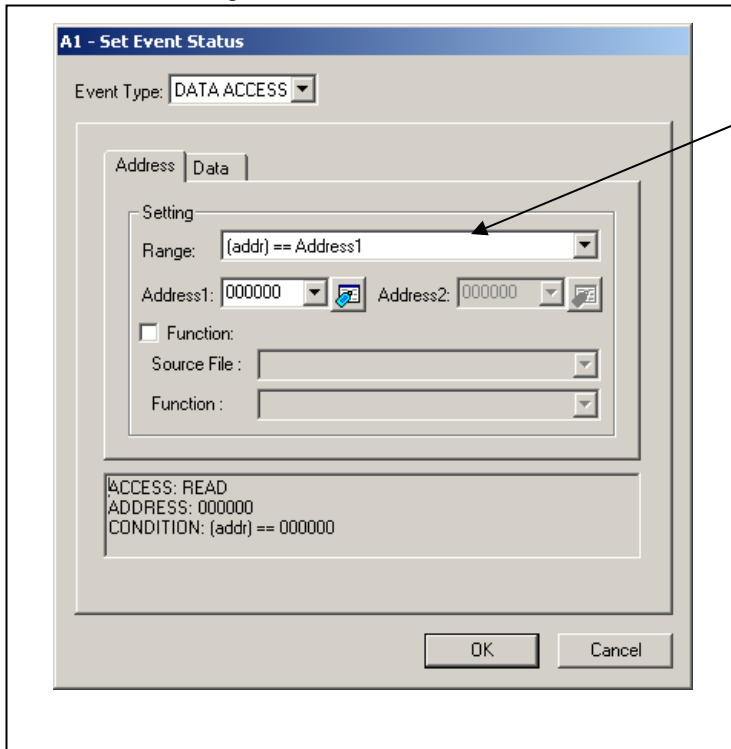 A1 - Set Event Status
Event Type: DATA ACCESS
Address Data
Setting
Range: (addr) == Address1
Address1: 000000 Address2: 000000
Function:
Source File :
Function :
ACCESS: READ
ADDRESS: 000000
CONDITION: (addr) == 000000
OK Cancel